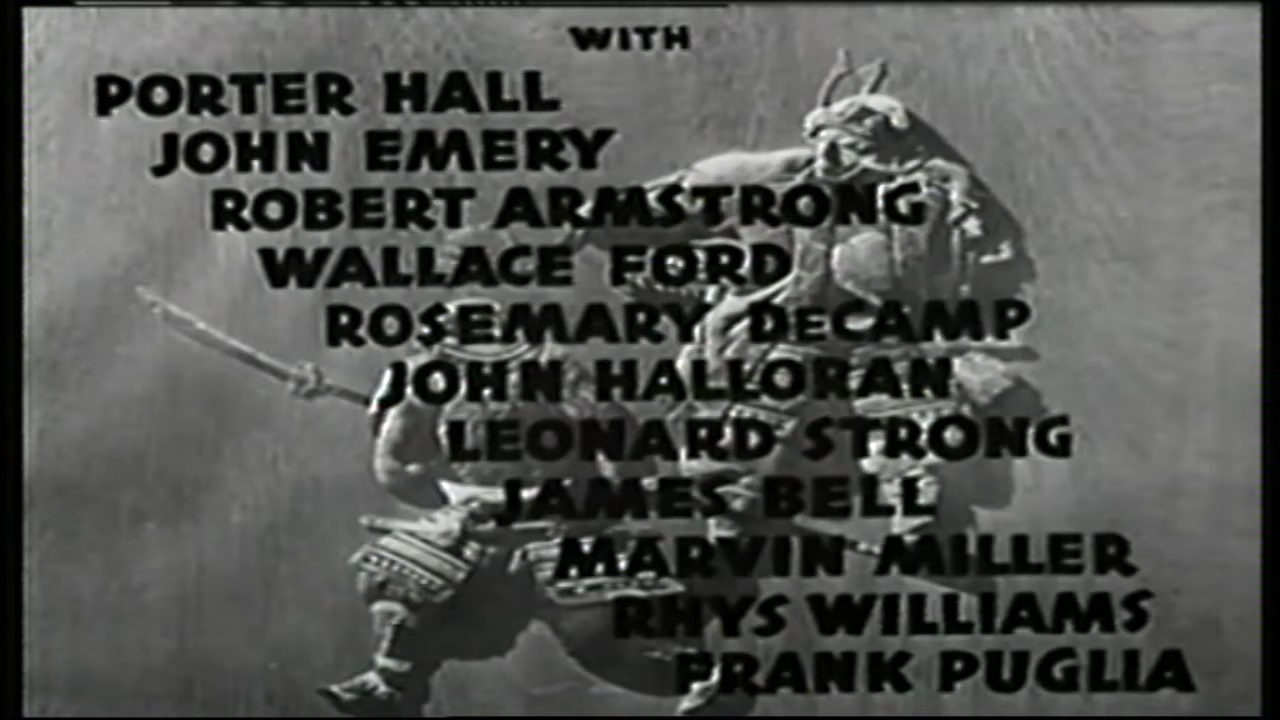 WITH
PORTER HALL
JOHN EMERY
ROBERT ARMSTRONG
WALLACE FORD
ROSEMARY DECAMP
JOHN HALLORAN
LEONARD STRONG
JAMES BELL
MARVIN MILLER
RHYS WILLIAMS
FRANK PUGLIA